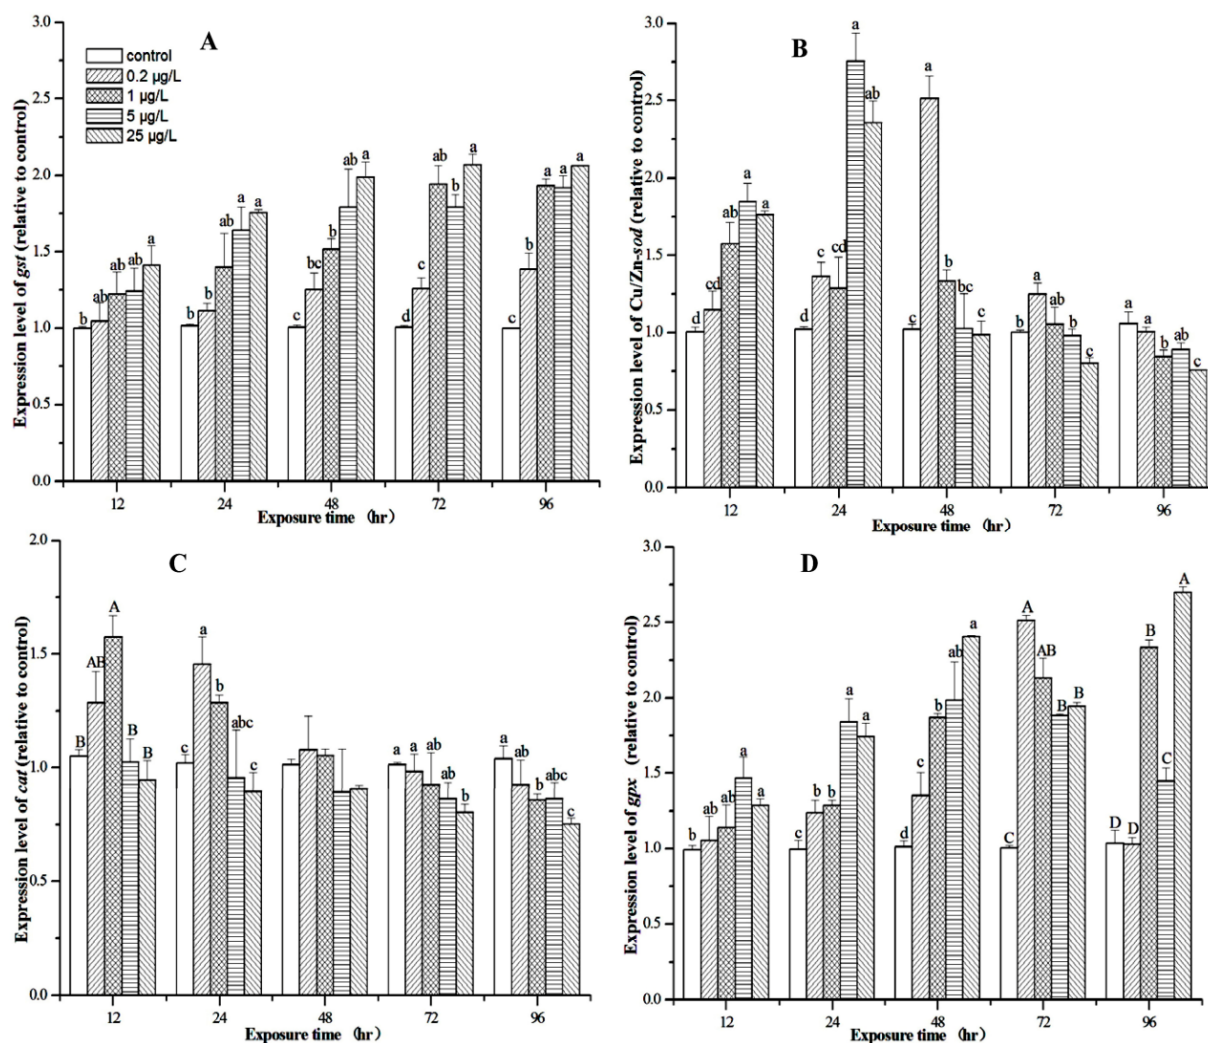 A
Expression level of gst (relative to control)
3.0
2.5
2.0
1.5
1.0
0.5
0.0
control
0.2 µg/L
1 µg/L
5 µg/L
25 µg/L
b ab ab ab a
b b ab a a
c bc b ab a
d c ab b a
c b a a a
12 24 48 72 96
Exposure time (hr)
B
Expression level of Cu/Zn-sod (relative to control)
3.0
2.5
2.0
1.5
1.0
0.5
0.0
d cd ab a a
c c cd a ab
c a b bc c
b a ab b c
a a b ab c
12 24 48 72 96
Exposure time (hr)
C
Expression level of cat (relative to control)
2.0
1.5
1.0
0.5
0.0
B AB A B B
c a b abc c
a a ab ab b
a ab b abc c
12 24 48 72 96
Exposure time (hr)
D
Expression level of gpx (relative to control)
3.0
2.5
2.0
1.5
1.0
0.5
0.0
b ab ab a a
c b b a a
d c b ab a
C A AB B B
D D B C A
12 24 48 72 96
Exposure time (hr)